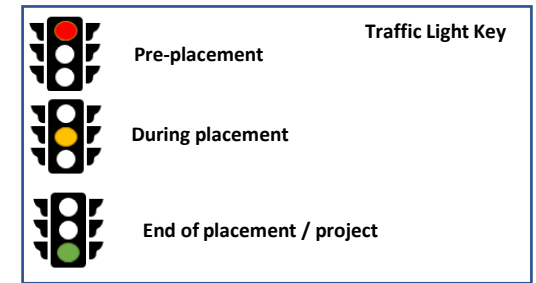 Traffic Light Key
Pre-placement
During placement
End of placement / project